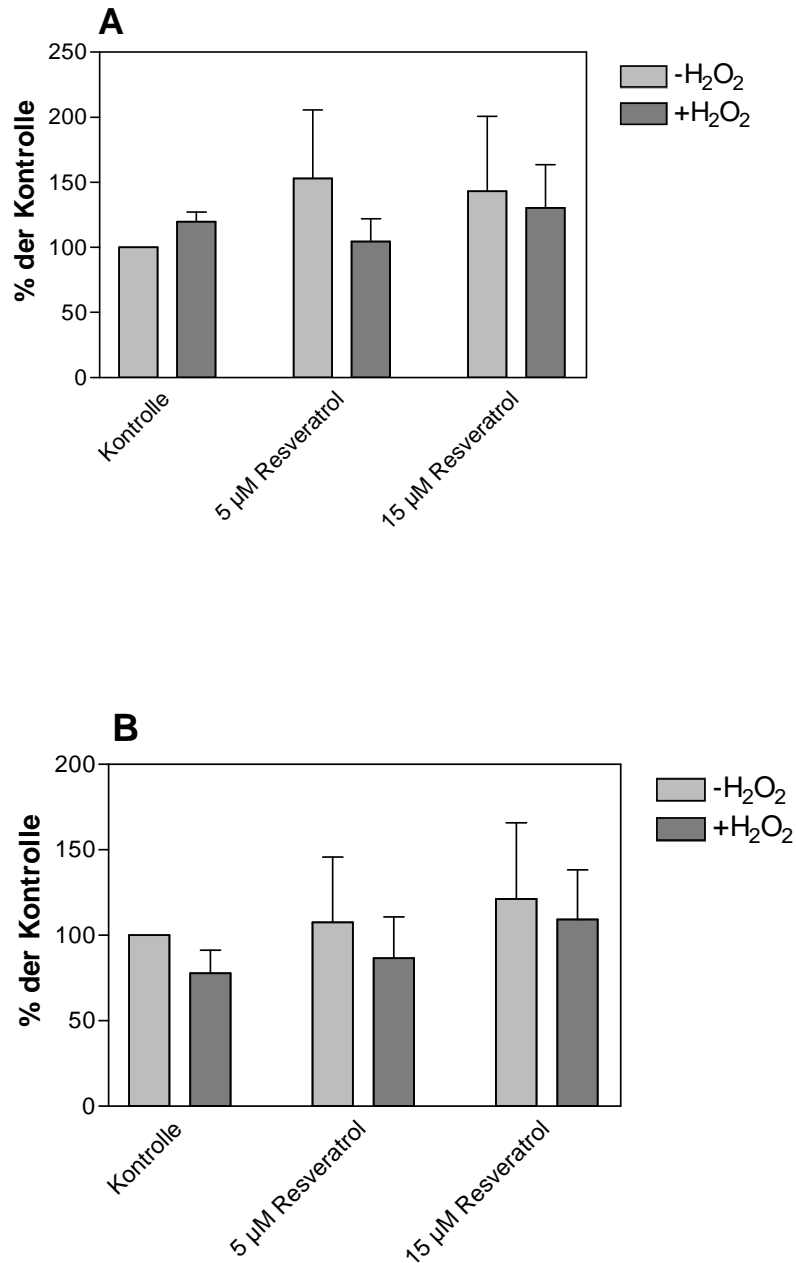 A
250
200
150
100
50
0
% der Kontrolle
Kontrolle
5 µM Resveratrol
15 µM Resveratrol
-H₂O₂
+H₂O₂
B
200
150
100
50
0
% der Kontrolle
Kontrolle
5 µM Resveratrol
15 µM Resveratrol
-H₂O₂
+H₂O₂